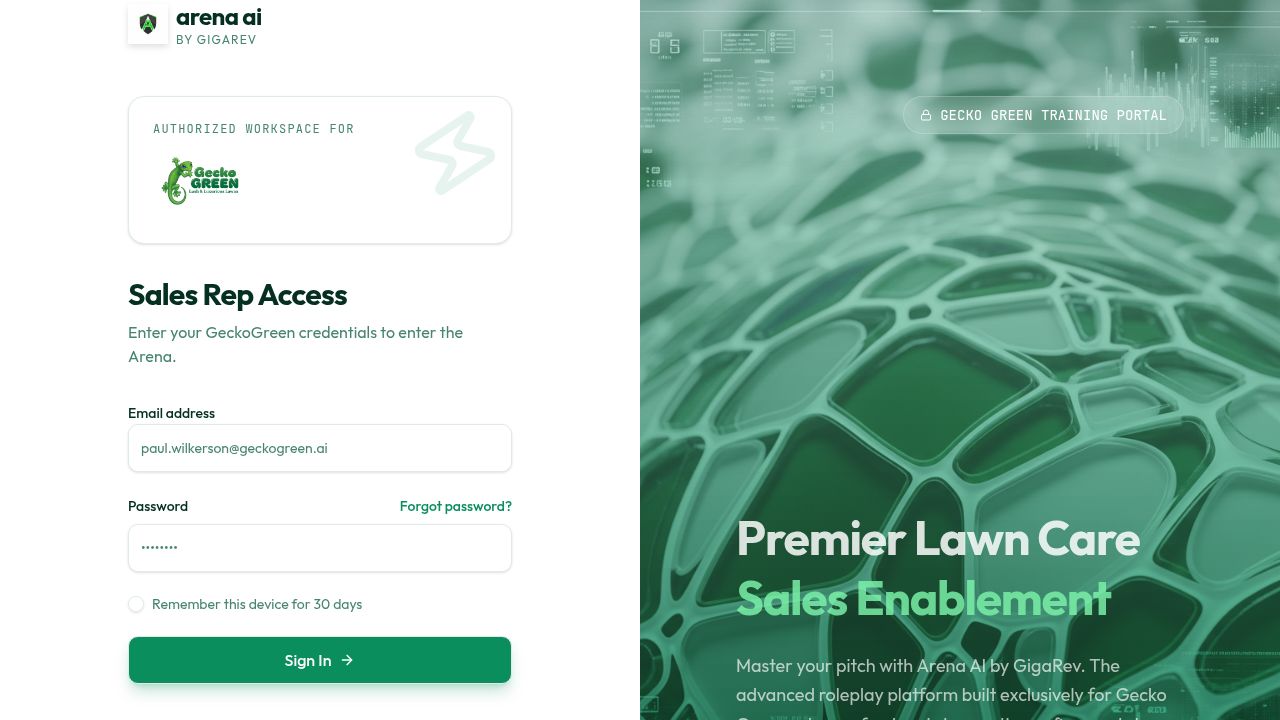 arena ai
BY GIGAREV
AUTHORIZED WORKSPACE FOR
Gecko
GREEN
Sales Rep Access
Enter your GeckoGreen credentials to enter the
Arena.
Email address
paul.wilkerson@geckogreen.ai
Password
Forgot password?
••••••••
Remember this device for 30 days
Sign In →
GECKO GREEN TRAINING PORTAL
Premier Lawn Care
Sales Enablement
Master your pitch with Arena AI by GigaRev. The
advanced roleplay platform built exclusively for Gecko